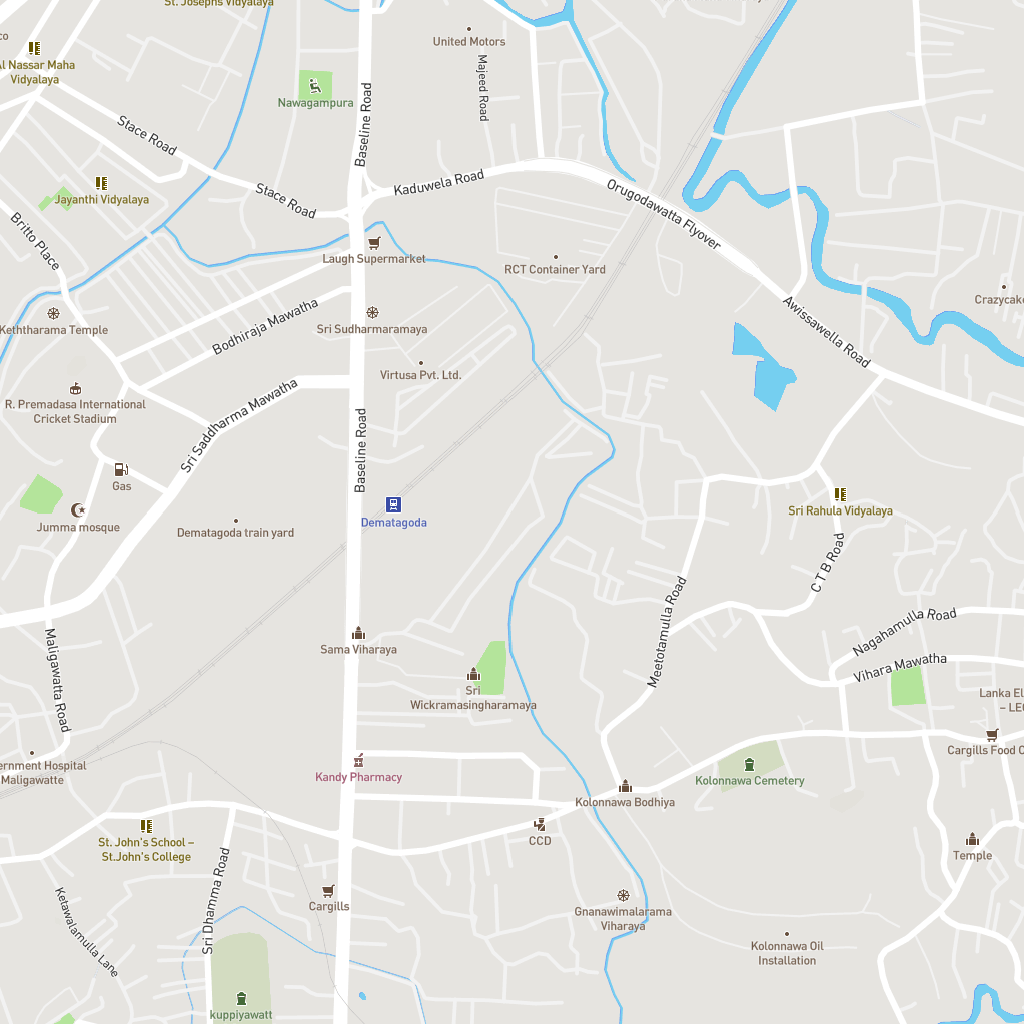 St. Josephs Vidyalaya
co
United Motors
Al Nassar Maha
Vidyalaya
Majeed Road
Nawagampura
Baseline Road
Stace Road
Kaduwela Road
Stace Road
Jayanthi Vidyalaya
Orugodawatta Flyover
Britto Place
Laugh Supermarket
RCT Container Yard
Crazycake
Keththarama Temple
Bodhiraja Mawatha
Sri Sudharmaramaya
Awissawella Road
Virtusa Pvt. Ltd.
R. Premadasa International
Cricket Stadium
Sri Saddharma Mawatha
Baseline Road
Gas
Jumma mosque
Dematagoda train yard
Dematagoda
Sri Rahula Vidyalaya
C T B Road
Meetotamulla Road
Nagahamulla Road
Vihara Mawatha
Maligawatta Road
Sama Viharaya
Sri
Wickramasingharamaya
Lanka El
– LEC
Cargills Food C
ernment Hospital
Maligawatte
Kandy Pharmacy
Kolonnawa Cemetery
Kolonnawa Bodhiya
St. John's School –
St.John's College
CCD
Temple
Sri Dhamma Road
Ketawalamulla Lane
Cargills
Gnanawimalarama
Viharaya
Kolonnawa Oil
Installation
kuppiyawatt